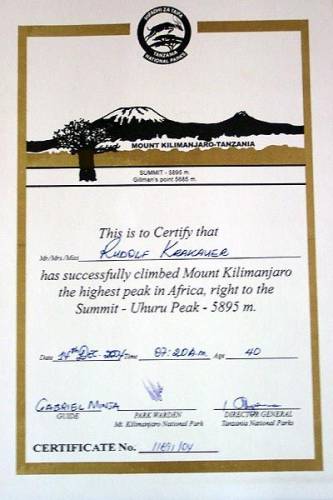 HIFADHI ZA TAIFA
TANZANIA
NATIONAL PARKS
MOUNT KILIMANJARO-TANZANIA
SUMMIT - 5895 m.
Gillman's point 5685 m.
This is to Certify that
Mr/Mrs/Miss RUDOLF KRAKAUER
has successfully climbed Mount Kilimanjaro
the highest peak in Africa, right to the
Summit - Uhuru Peak - 5895 m.
Date 14th Dec. 2004 Time 07:20 A.m. Age 40
GABRIEL MINJA
GUIDE PARK WARDEN DIRECTOR GENERAL
Mt. Kilimanjaro National Park Tanzania National Parks
CERTIFICATE No.